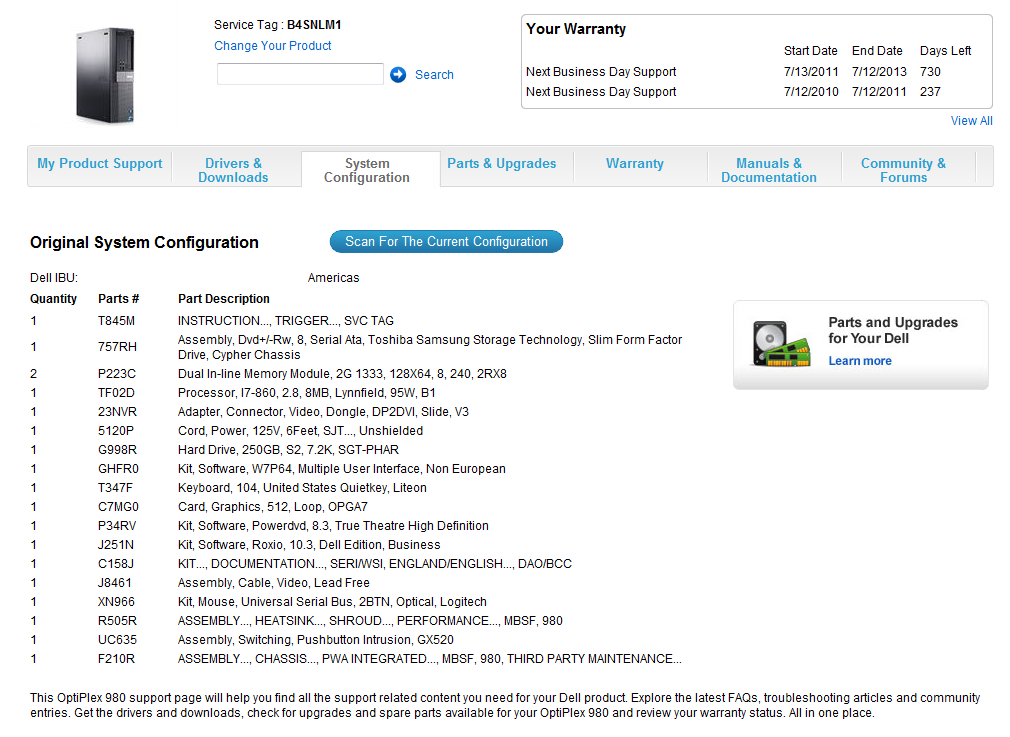 Service Tag : B4SNLM1
Change Your Product
Search
Your Warranty
Start Date End Date Days Left
Next Business Day Support 7/13/2011 7/12/2013 730
Next Business Day Support 7/12/2010 7/12/2011 237
View All
My Product Support
Drivers &
Downloads
System
Configuration
Parts & Upgrades
Warranty
Manuals &
Documentation
Community &
Forums
Original System Configuration
Scan For The Current Configuration
Dell IBU: Americas
Quantity Parts # Part Description
1 T845M INSTRUCTION..., TRIGGER..., SVC TAG
1 757RH Assembly, Dvd+/-Rw, 8, Serial Ata, Toshiba Samsung Storage Technology, Slim Form Factor
Drive, Cypher Chassis
2 P223C Dual In-line Memory Module, 2G 1333, 128X64, 8, 240, 2RX8
1 TF02D Processor, I7-860, 2.8, 8MB, Lynnfield, 95W, B1
1 23NVR Adapter, Connector, Video, Dongle, DP2DVI, Slide, V3
1 5120P Cord, Power, 125V, 6Feet, SJT..., Unshielded
1 G998R Hard Drive, 250GB, S2, 7.2K, SGT-PHAR
1 GHFR0 Kit, Software, W7P64, Multiple User Interface, Non European
1 T347F Keyboard, 104, United States Quietkey, Liteon
1 C7MG0 Card, Graphics, 512, Loop, OPGA7
1 P34RV Kit, Software, Powerdvd, 8.3, True Theatre High Definition
1 J251N Kit, Software, Roxio, 10.3, Dell Edition, Business
1 C158J KIT..., DOCUMENTATION..., SERI/WSI, ENGLAND/ENGLISH..., DAO/BCC
1 J8461 Assembly, Cable, Video, Lead Free
1 XN966 Kit, Mouse, Universal Serial Bus, 2BTN, Optical, Logitech
1 R505R ASSEMBLY..., HEATSINK..., SHROUD..., PERFORMANCE..., MBSF, 980
1 UC635 Assembly, Switching, Pushbutton Intrusion, GX520
1 F210R ASSEMBLY..., CHASSIS..., PWA INTEGRATED..., MBSF, 980, THIRD PARTY MAINTENANCE...
Parts and Upgrades
for Your Dell
Learn more
This OptiPlex 980 support page will help you find all the support related content you need for your Dell product. Explore the latest FAQs, troubleshooting articles and community
entries. Get the drivers and downloads, check for upgrades and spare parts available for your OptiPlex 980 and review your warranty status. All in one place.